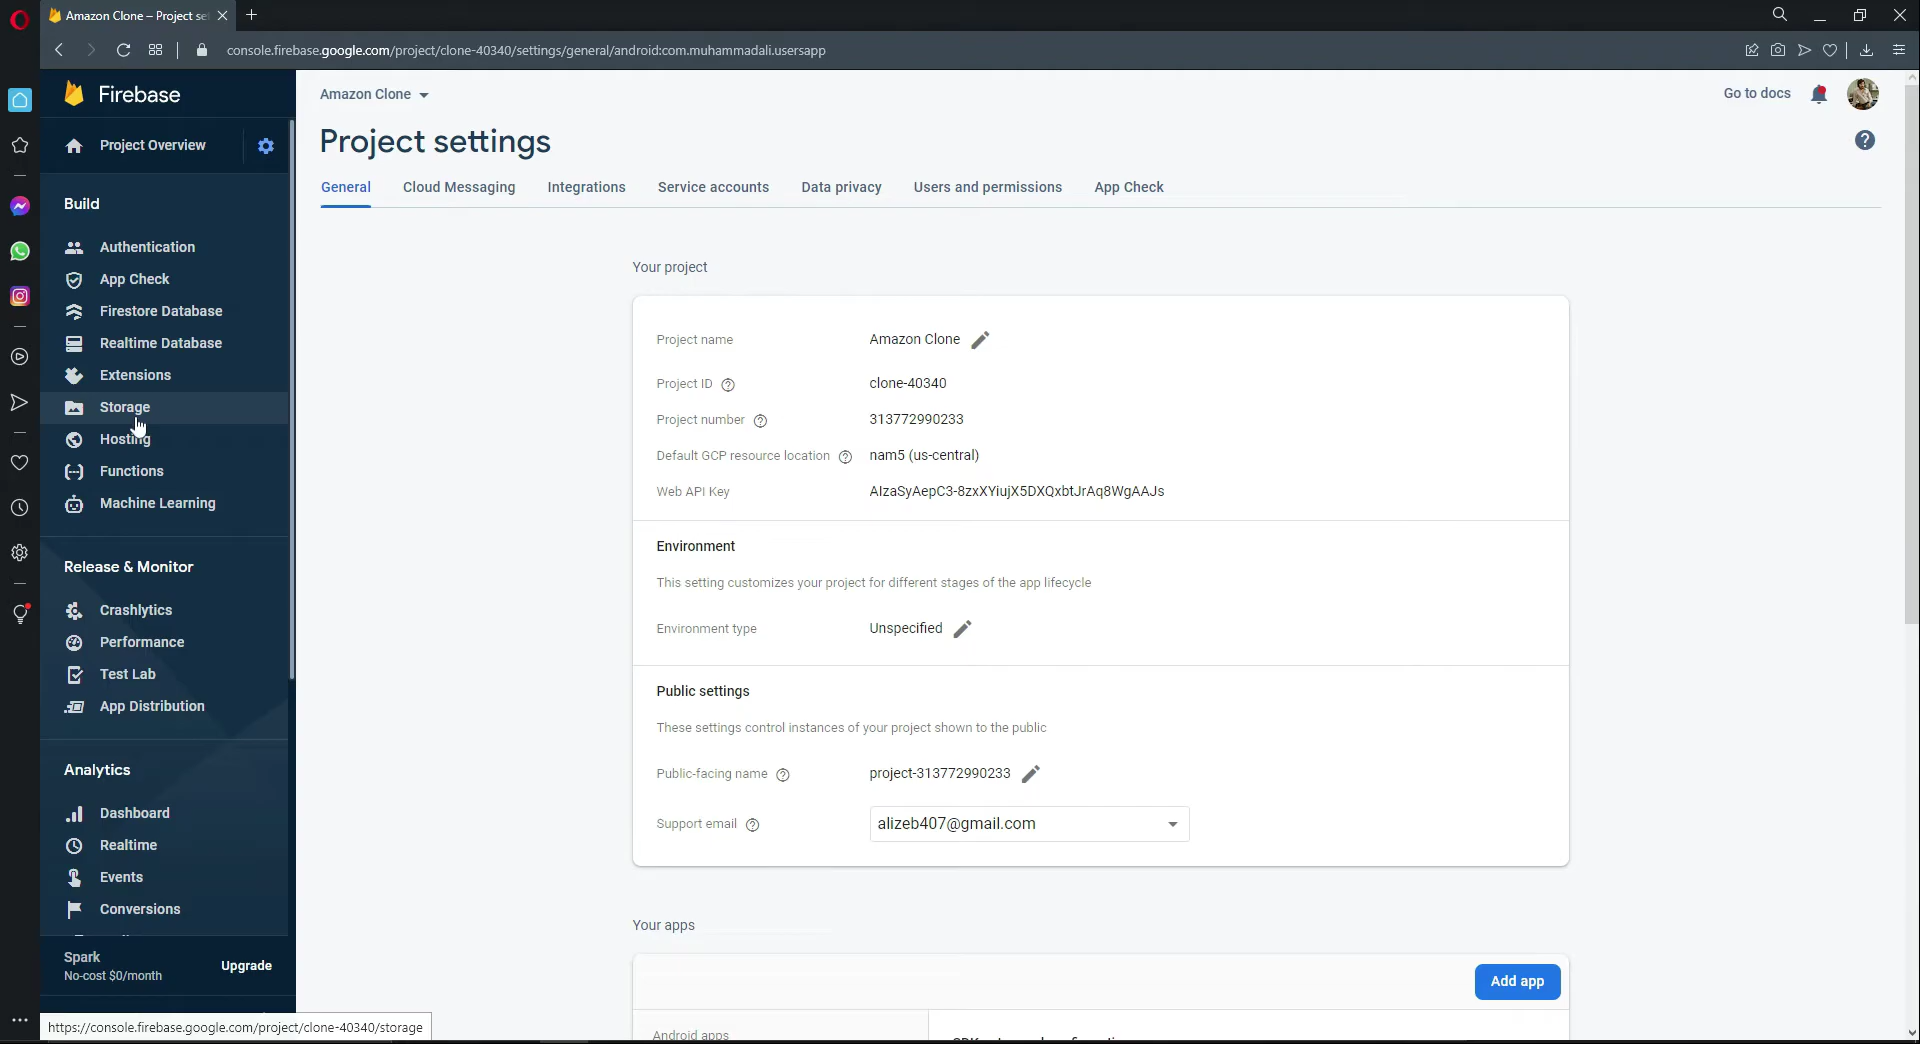 Amazon Clone – Project se
console.firebase.google.com/project/clone-40340/settings/general/android:com.muhammadali.usersapp
Firebase
Project Overview
Build
Authentication
App Check
Firestore Database
Realtime Database
Extensions
Storage
Hosting
Functions
Machine Learning
Release & Monitor
Crashlytics
Performance
Test Lab
App Distribution
Analytics
Dashboard
Realtime
Events
Conversions
Spark
No-cost $0/month
Upgrade
https://console.firebase.google.com/project/clone-40340/storage
Amazon Clone
Go to docs
Project settings
General Cloud Messaging Integrations Service accounts Data privacy Users and permissions App Check
Your project
Project name Amazon Clone
Project ID clone-40340
Project number 313772990233
Default GCP resource location nam5 (us-central)
Web API Key AIzaSyAepC3-8zxXYiujX5DXQxbtJrAq8WgAAJs
Environment
This setting customizes your project for different stages of the app lifecycle
Environment type Unspecified
Public settings
These settings control instances of your project shown to the public
Public-facing name project-313772990233
Support email alizeb407@gmail.com
Your apps
Add app
Android apps